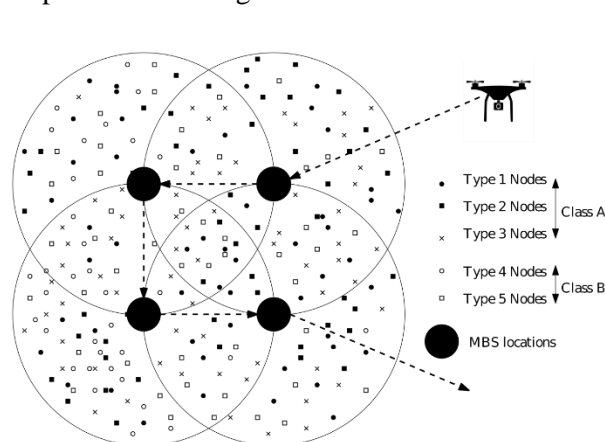 Type 1 Nodes
Type 2 Nodes
Class A
Type 3 Nodes
Type 4 Nodes
Class B
Type 5 Nodes
MBS locations